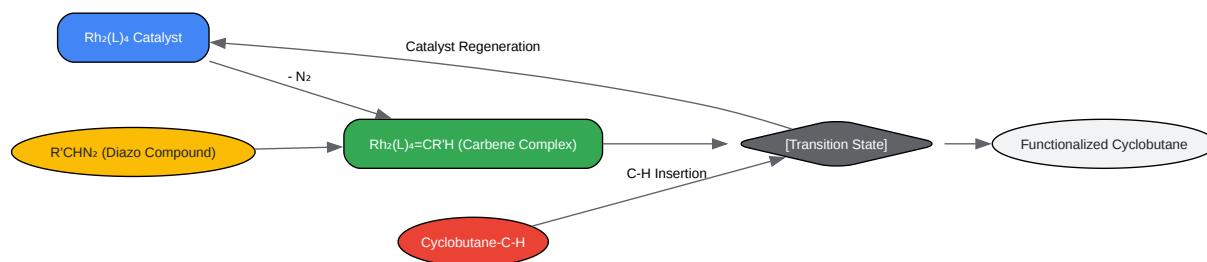 Rh₂(L)₄ Catalyst
Catalyst Regeneration
- N₂
R'CHN₂ (Diazo Compound)
Rh₂(L)₄=CR'H (Carbene Complex)
[Transition State]
Functionalized Cyclobutane
C-H Insertion
Cyclobutane-C-H